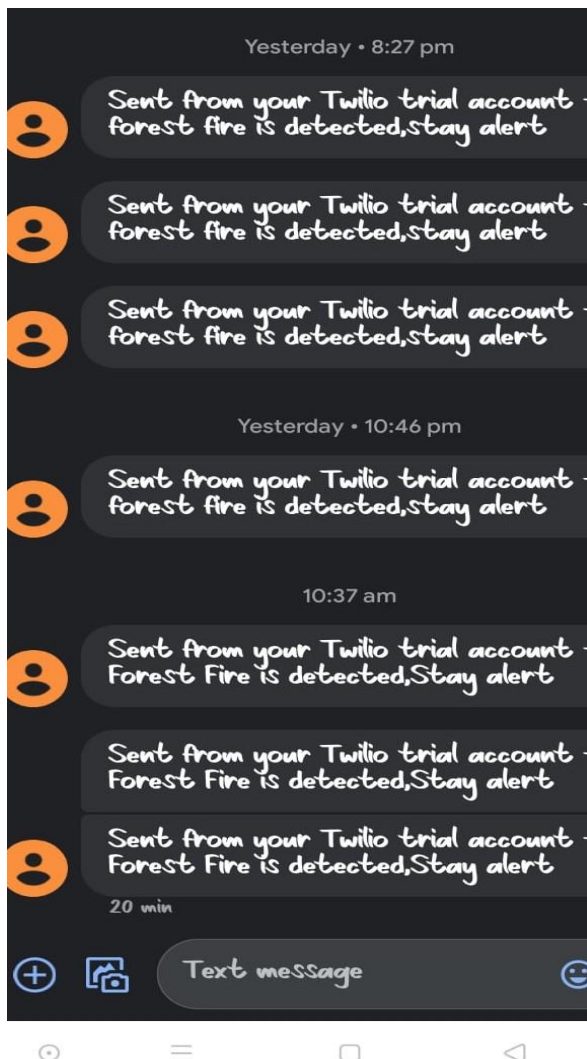 Yesterday • 8:27 pm
Sent from your Twilio trial account -
forest fire is detected,stay alert
Sent from your Twilio trial account -
forest fire is detected,stay alert
Sent from your Twilio trial account -
forest fire is detected,stay alert
Yesterday • 10:46 pm
Sent from your Twilio trial account -
forest fire is detected,stay alert
10:37 am
Sent from your Twilio trial account -
Forest Fire is detected,Stay alert
Sent from your Twilio trial account -
Forest Fire is detected,Stay alert
Sent from your Twilio trial account -
Forest Fire is detected,Stay alert
20 min
Text message